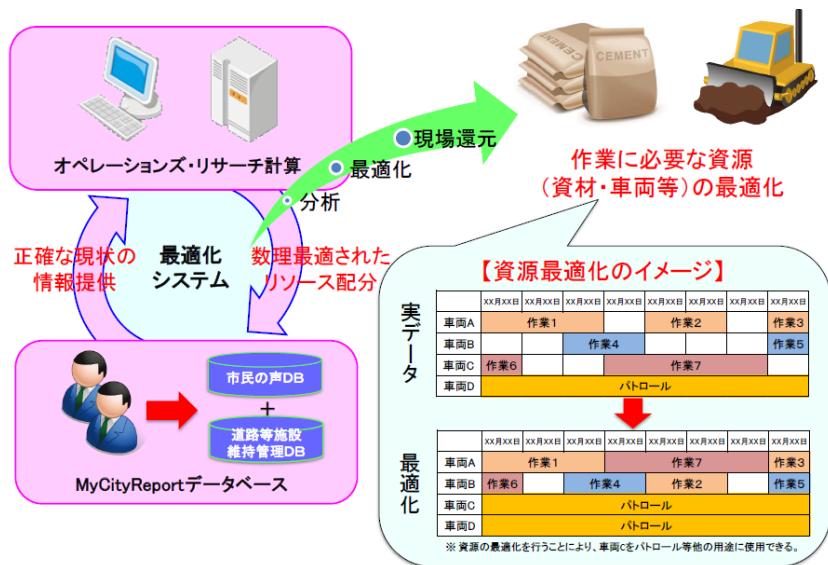 オペレーションズ・リサーチ計算
現場還元
最適化
分析
CEMENT
CEMENT
作業に必要な資源
（資材・車両等）の最適化
正確な現状の
情報提供
最適化
システム
数理最適された
リソース配分
市民の声DB
＋
道路等施設
維持管理DB
MyCityReportデータベース
【資源最適化のイメージ】
実データ
XX月XX日 XX月XX日 XX月XX日 XX月XX日 XX月XX日 XX月XX日 XX月XX日 XX月XX日
車両A 作業1 作業2 作業3
車両B 作業4 作業5
車両C 作業6 作業7
車両D パトロール
最適化
XX月XX日 XX月XX日 XX月XX日 XX月XX日 XX月XX日 XX月XX日 XX月XX日 XX月XX日
車両A 作業1 作業7 作業3
車両B 作業6 作業4 作業2 作業5
車両C パトロール
車両D パトロール
※ 資源の最適化を行うことにより、車両Cをパトロール等他の用途に使用できる。